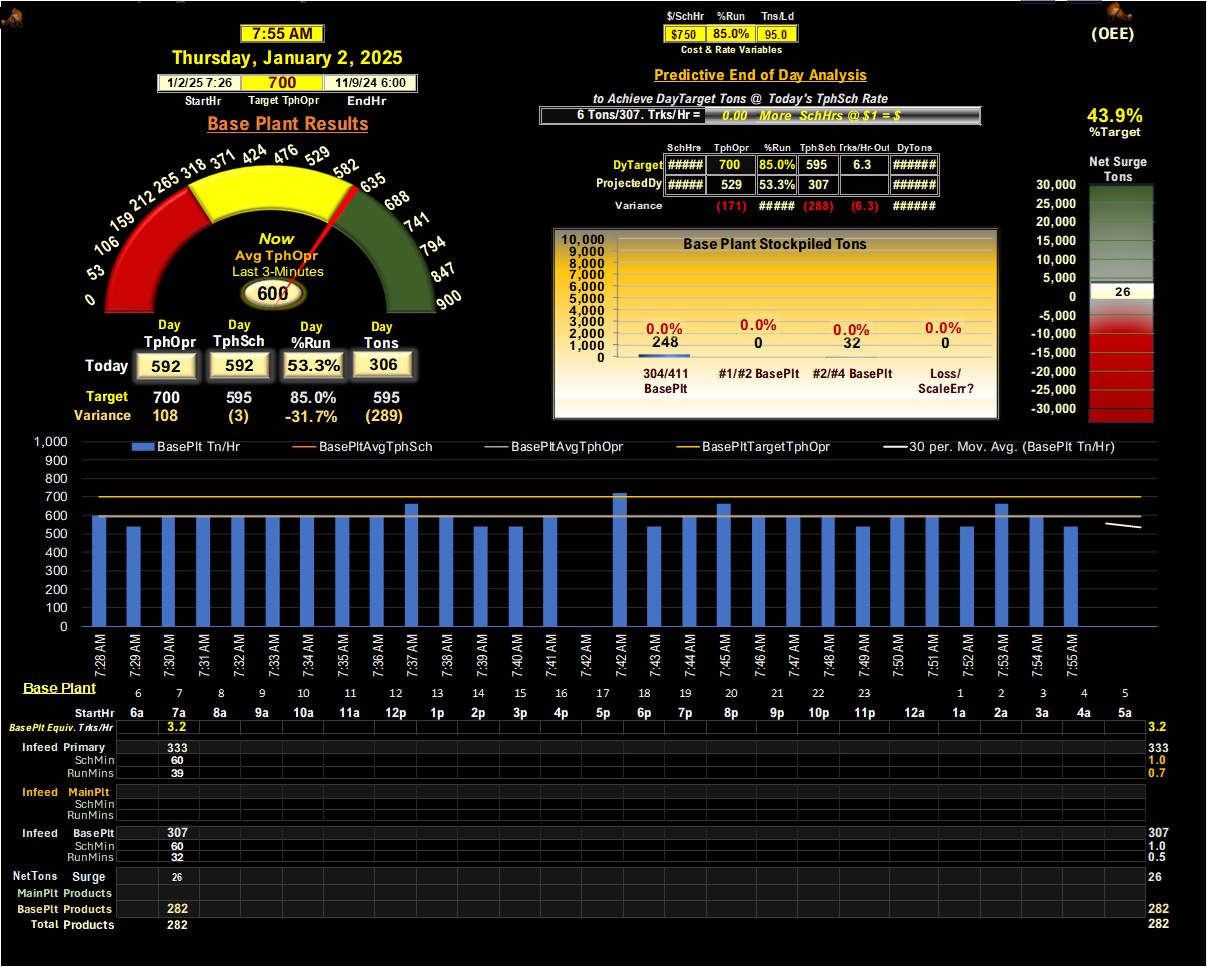 $/SchHr %Run Tns/Ld
7:55 AM $750 85.0% 95.0 (OEE)
Cost & Rate Variables
Thursday, January 2, 2025
Predictive End of Day Analysis
1/2/25 7:26 700 11/9/24 6:00
StartHr Target TphOpr EndHr
to Achieve DayTarget Tons @ Today's TphSch Rate
6 Tons/307. Trks/Hr = 0.00 More SchHrs @ $1 = $
43.9%
%Target
Base Plant Results
SchHrs TphOpr %Run TphSch Trks/Hr-Out DyTons
DyTarget ##### 700 85.0% 595 6.3 ######
ProjectedDy ##### 529 53.3% 307 ######
Variance (171) ##### (288) (6.3) ######
Net Surge
Tons
30,000
25,000
20,000
15,000
10,000
5,000
0
-5,000
-10,000
-15,000
-20,000
-25,000
-30,000
26
0 53 106 159 212 265 318 371 424 476 529 582 635 688 741 794 847 900
Now
Avg TphOpr
Last 3-Minutes
600
Base Plant Stockpiled Tons
10,000
9,000
8,000
7,000
6,000
5,000
4,000
3,000
2,000
1,000
0
0.0% 0.0% 0.0% 0.0%
248 0 32 0
304/411 #1/#2 BasePlt #2/#4 BasePlt Loss/
BasePlt ScaleErr?
Day Day Day Day
TphOpr TphSch %Run Tons
Today 592 592 53.3% 306
Target 700 595 85.0% 595
Variance 108 (3) -31.7% (289)
BasePlt Tn/Hr BasePltAvgTphSch BasePltAvgTphOpr BasePltTargetTphOpr 30 per. Mov. Avg. (BasePlt Tn/Hr)
1,000
900
800
700
600
500
400
300
200
100
0
7:28 AM 7:29 AM 7:30 AM 7:31 AM 7:32 AM 7:33 AM 7:34 AM 7:35 AM 7:36 AM 7:37 AM 7:38 AM 7:39 AM 7:40 AM 7:41 AM 7:42 AM 7:42 AM 7:43 AM 7:44 AM 7:45 AM 7:46 AM 7:47 AM 7:48 AM 7:49 AM 7:50 AM 7:51 AM 7:52 AM 7:53 AM 7:54 AM 7:55 AM
Base Plant 6 7 8 9 10 11 12 13 14 15 16 17 18 19 20 21 22 23 1 2 3 4 5
StartHr 6a 7a 8a 9a 10a 11a 12p 1p 2p 3p 4p 5p 6p 7p 8p 9p 10p 11p 12a 1a 2a 3a 4a 5a
BasePlt Equiv. Trks/Hr 3.2 3.2
Infeed Primary 333 333
SchMin 60 1.0
RunMins 39 0.7
Infeed MainPlt
SchMin
RunMins
Infeed BasePlt 307 307
SchMin 60 1.0
RunMins 32 0.5
NetTons Surge 26 26
MainPlt Products
BasePlt Products 282 282
Total Products 282 282